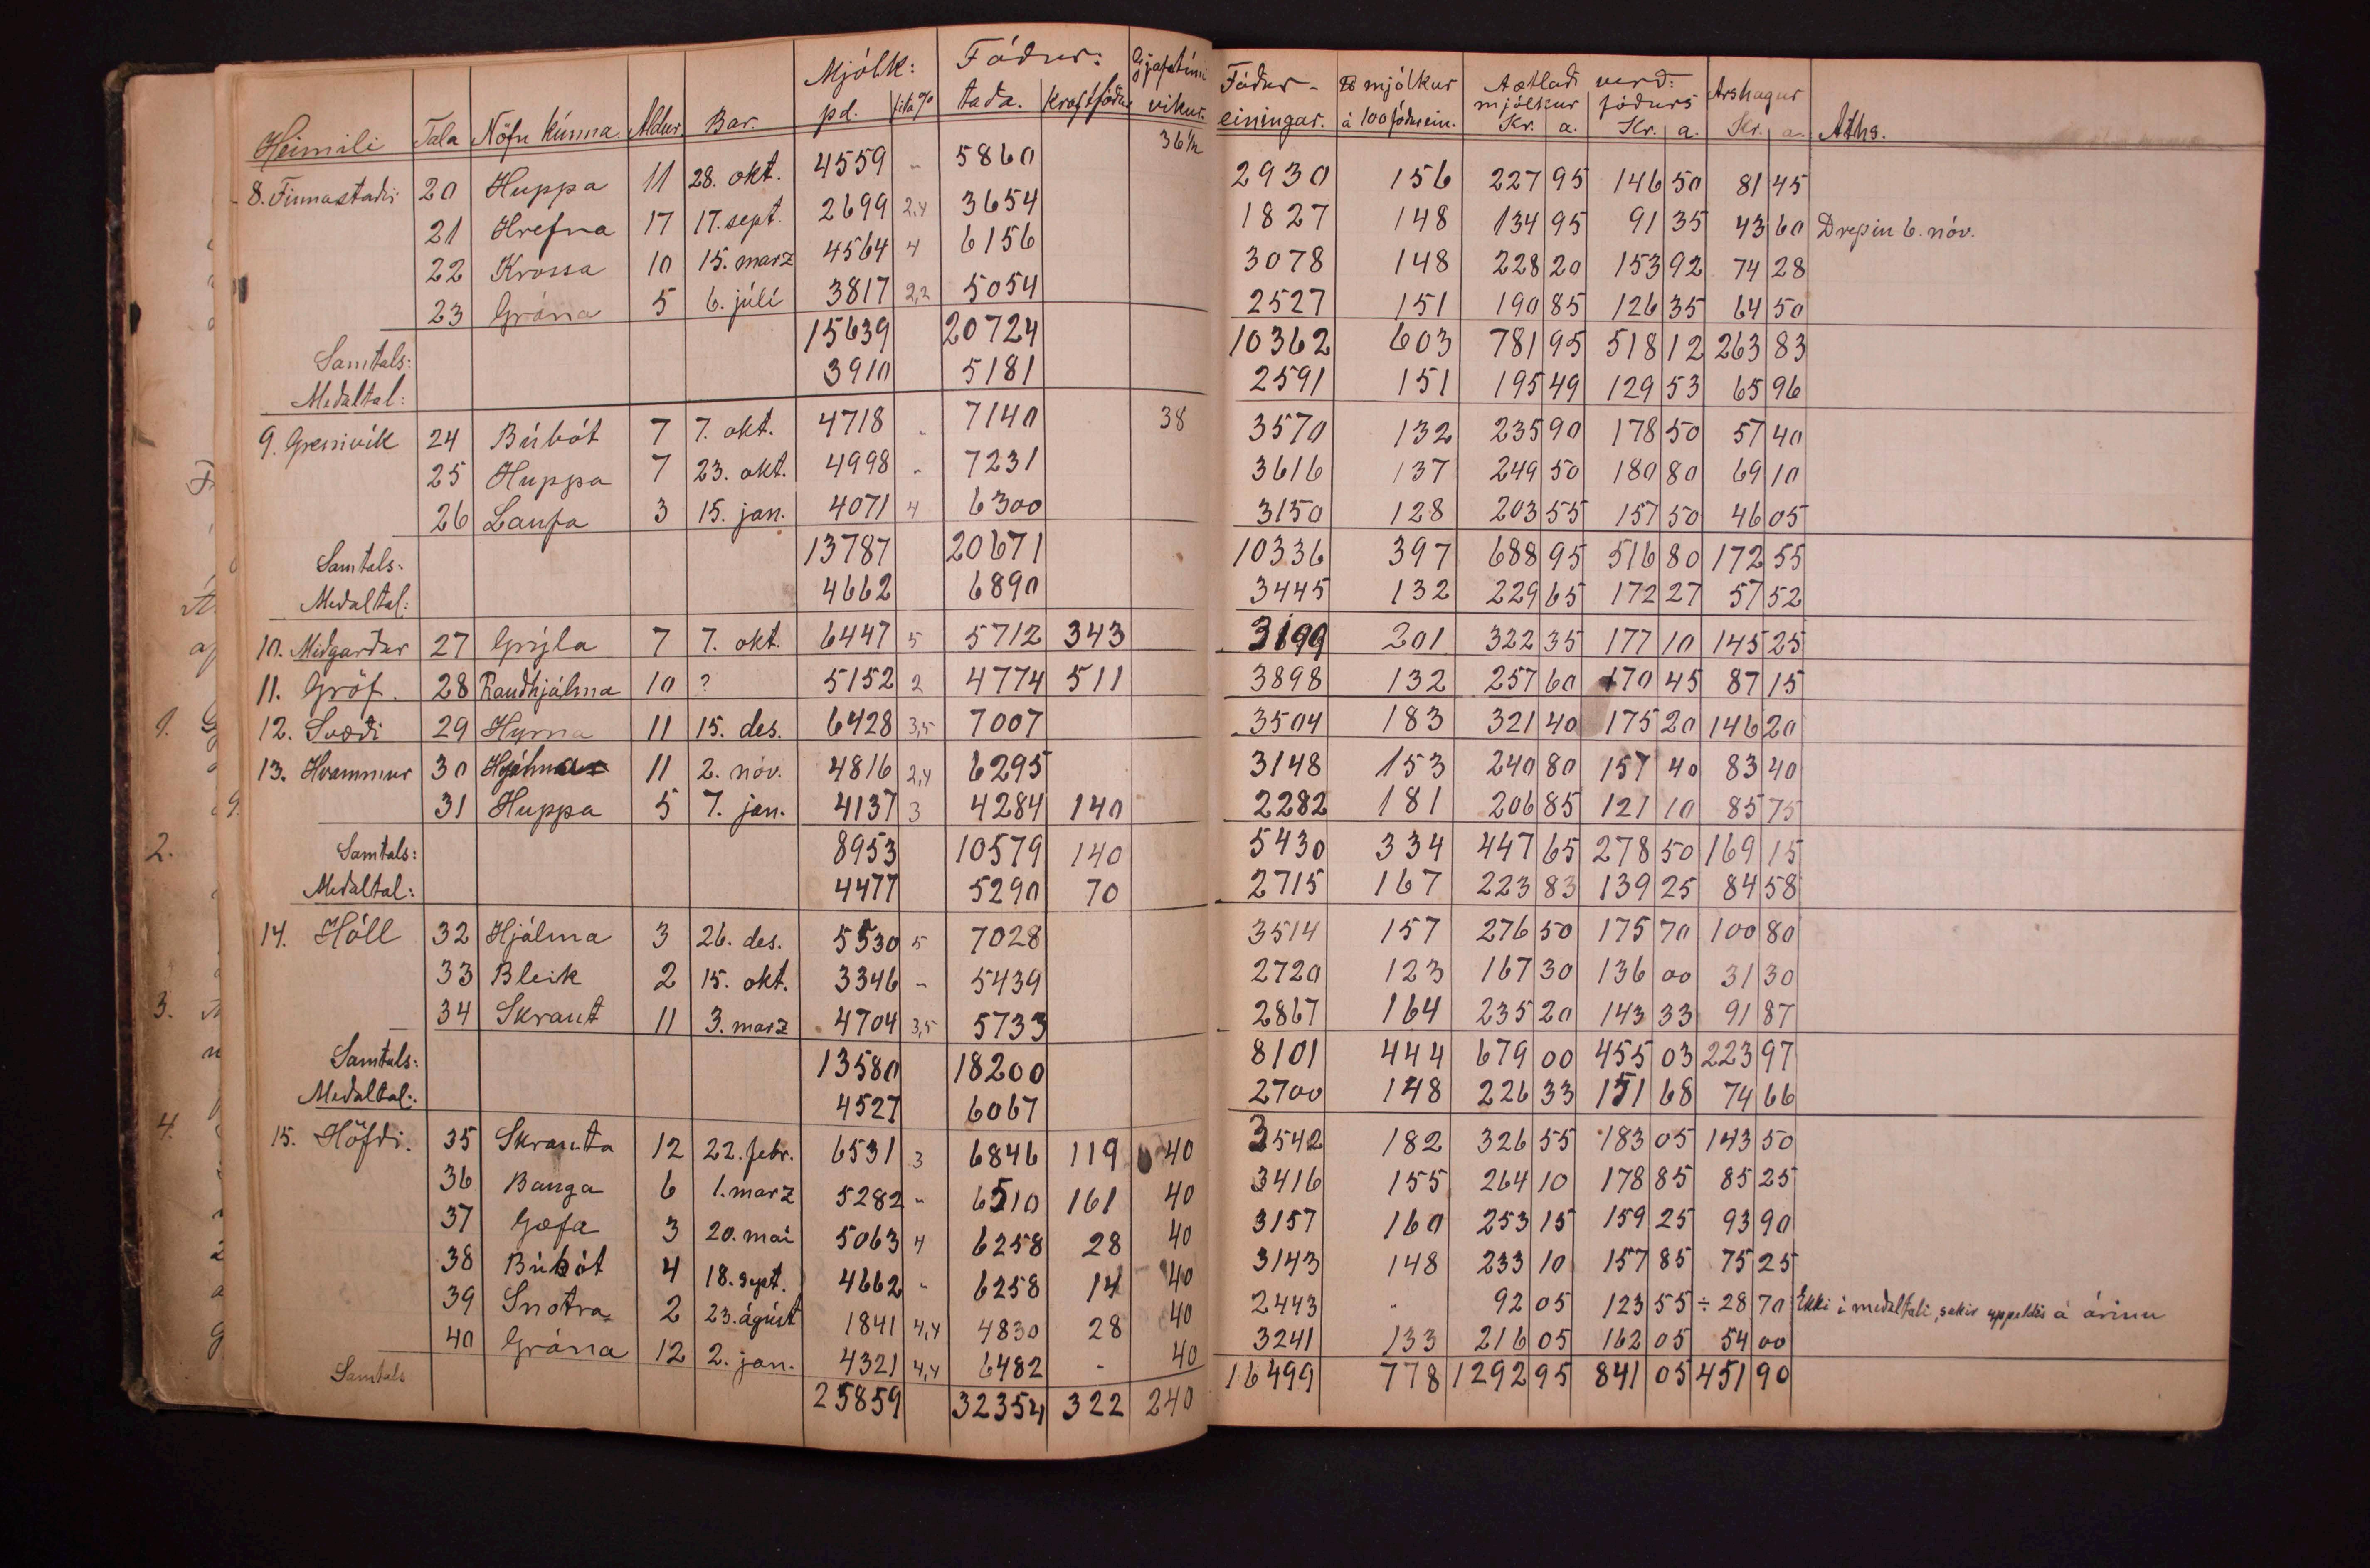 Mjólk: Fóður: Gjafatími Fóður- ℔ mjólkur Áætlað verð: Árshagur
Heimili Tala Nöfn kúnna. Aldur Bar. pd. fita % taða. Kraftfóður vikur. einingar. á 100 fóðurein. mjólkur Kr. a. fóðurs Kr. a. Kr. a. Aths.
8. Finnastaðir 20 Huppa 11 28. okt. 4559 - 5860 36 1/2 2930 156 227 95 146 50 81 45
21 Hrefna 17 17. sept. 2699 2,4 3654 1827 148 134 95 91 35 43 60 Drepin 6. nóv.
22 Krossa 10 15. marz 4564 4 6156 3078 148 228 20 153 92 74 28
23 Grána 5 6. júlí 3817 2,2 5054 2527 151 190 85 126 35 64 50
Samtals: 15639 20724 10362 603 781 95 518 12 263 83
Meðaltal: 3910 5181 2591 151 195 49 129 53 65 96
9. Grenivík 24 Búbót 7 7. okt. 4718 - 7140 38 3570 132 235 90 178 50 57 40
25 Huppa 7 23. okt. 4998 - 7231 3616 137 249 50 180 80 69 10
26 Laufa 3 15. jan. 4071 4 6300 3150 128 203 55 157 50 46 05
Samtals: 13787 20671 10336 397 688 95 516 80 172 55
Meðaltal: 4662 6890 3445 132 229 65 172 27 57 52
10. Miðgarður 27 Grýla 7 7. okt. 6447 5 5712 343 3199 201 322 35 177 10 145 25
11. Gröf. 28 Rauðhjálma 10 ? 5152 2 4774 511 3898 132 257 60 170 45 87 15
12. Svæði 29 Hyrna 11 15. des. 6428 3,5 7007 3504 183 321 40 175 20 146 20
13. Hvammur 30 Hjálma 11 2. nóv. 4816 2,4 6295 3148 153 240 80 157 40 83 40
31 Huppa 5 7. jan. 4137 3 4284 140 2282 181 206 85 121 10 85 75
Samtals: 8953 10579 140 5430 334 447 65 278 50 169 15
Meðaltal: 4477 5290 70 2715 167 223 83 139 25 84 58
14. Höll 32 Hjálma 3 26. des. 5530 5 7028 3514 157 276 50 175 70 100 80
33 Bleik 2 15. okt. 3346 - 5439 2720 123 167 30 136 00 31 30
34 Skraut 11 3. marz 4704 3,5 5733 2867 164 235 20 143 33 91 87
Samtals: 13580 18200 8101 444 679 00 455 03 223 97
Meðaltal: 4527 6067 2700 148 226 33 151 68 74 66
15. Höfði. 35 Skrauta 12 22. febr. 6531 3 6846 119 40 3542 182 326 55 183 05 143 50
36 Bauga 6 1. marz 5282 - 6510 161 40 3416 155 264 10 178 85 85 25
37 Gæfa 3 20. mai 5063 4 6258 28 40 3157 160 253 15 159 25 93 90
38 Búbót 4 18. sept. 4662 - 6258 14 40 3143 148 233 10 157 85 75 25
39 Snotra 2 23. ágúst 1841 4,4 4830 28 40 2443 - 92 05 123 55 ÷ 28 70 Ekki í meðaltali, sakir uppeldis á árinu
40 Grána 12 2. jan. 4321 4,4 6482 - 40 3241 133 216 05 162 05 54 00
Samtals 25859 32354 322 240 16499 778 1292 95 841 05 451 90